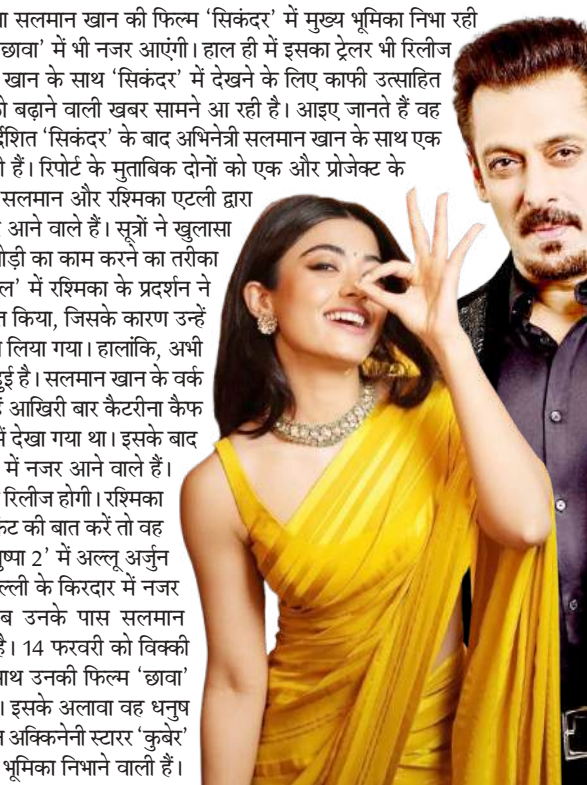 सलमान खान की फिल्म ‘सिकंदर’ में मुख्य भूमिका निभा रही
छावा’ में भी नजर आएंगी। हाल ही में इसका ट्रेलर भी रिलीज
खान के साथ ‘सिकंदर’ में देखने के लिए काफी उत्साहित
बढ़ाने वाली खबर सामने आ रही है। आइए जानते हैं वह
‘सिकंदर’ के बाद अभिनेत्री सलमान खान के साथ एक
हैं। रिपोर्ट के मुताबिक दोनों को एक और प्रोजेक्ट के
सलमान और रश्मिका एटली द्वारा
आने वाले हैं। सूत्रों ने खुलासा
का काम करने का तरीका
में रश्मिका के प्रदर्शन ने
किया, जिसके कारण उन्हें
लिया गया। हालांकि, अभी
है। सलमान खान के वर्क
आखिरी बार कैटरीना कैफ
में देखा गया था। इसके बाद
में नजर आने वाले हैं।
रिलीज होगी। रश्मिका
की बात करें तो वह
2’ में अल्लू अर्जुन
के किरदार में नजर
उनके पास सलमान
है। 14 फरवरी को विक्की
उनकी फिल्म ‘छावा’
। इसके अलावा वह धनुष
अक्किनेनी स्टारर ‘कुबेर’
भूमिका निभाने वाली हैं।